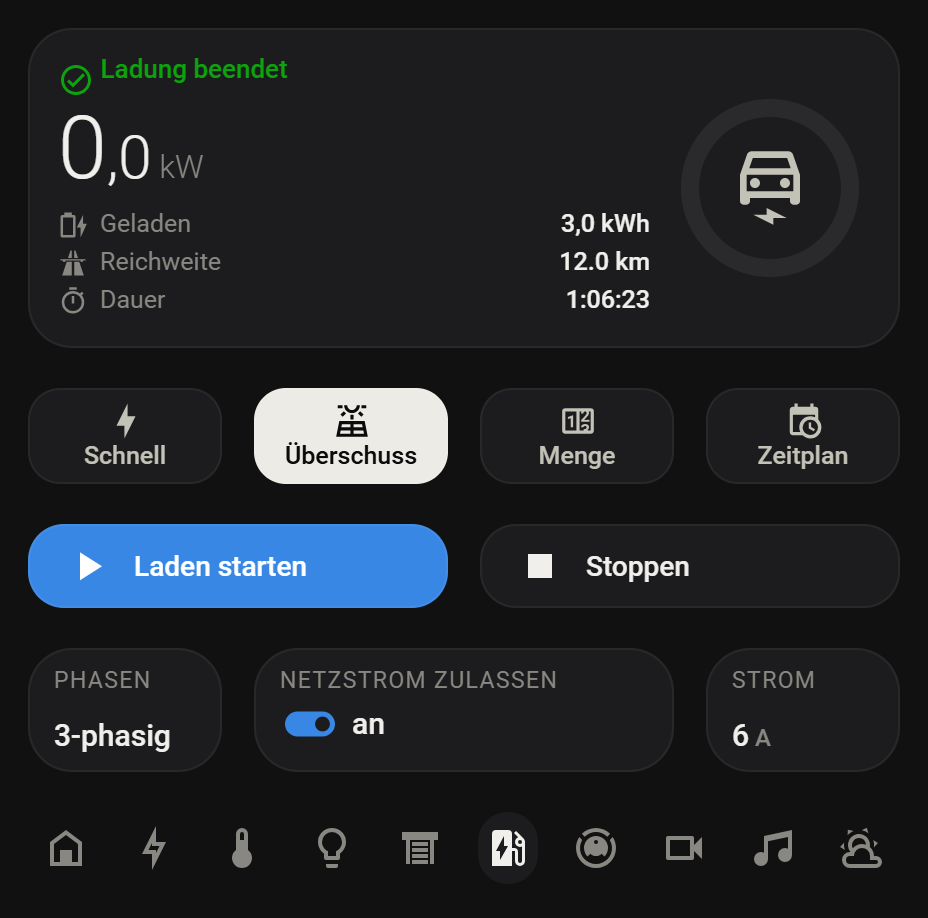 Ladung beendet
0,0 kW
Geladen 3,0 kWh
Reichweite 12.0 km
Dauer 1:06:23
Schnell Überschuss Menge Zeitplan
Laden starten Stoppen
PHASEN NETZSTROM ZULASSEN STROM
3-phasig an 6 A